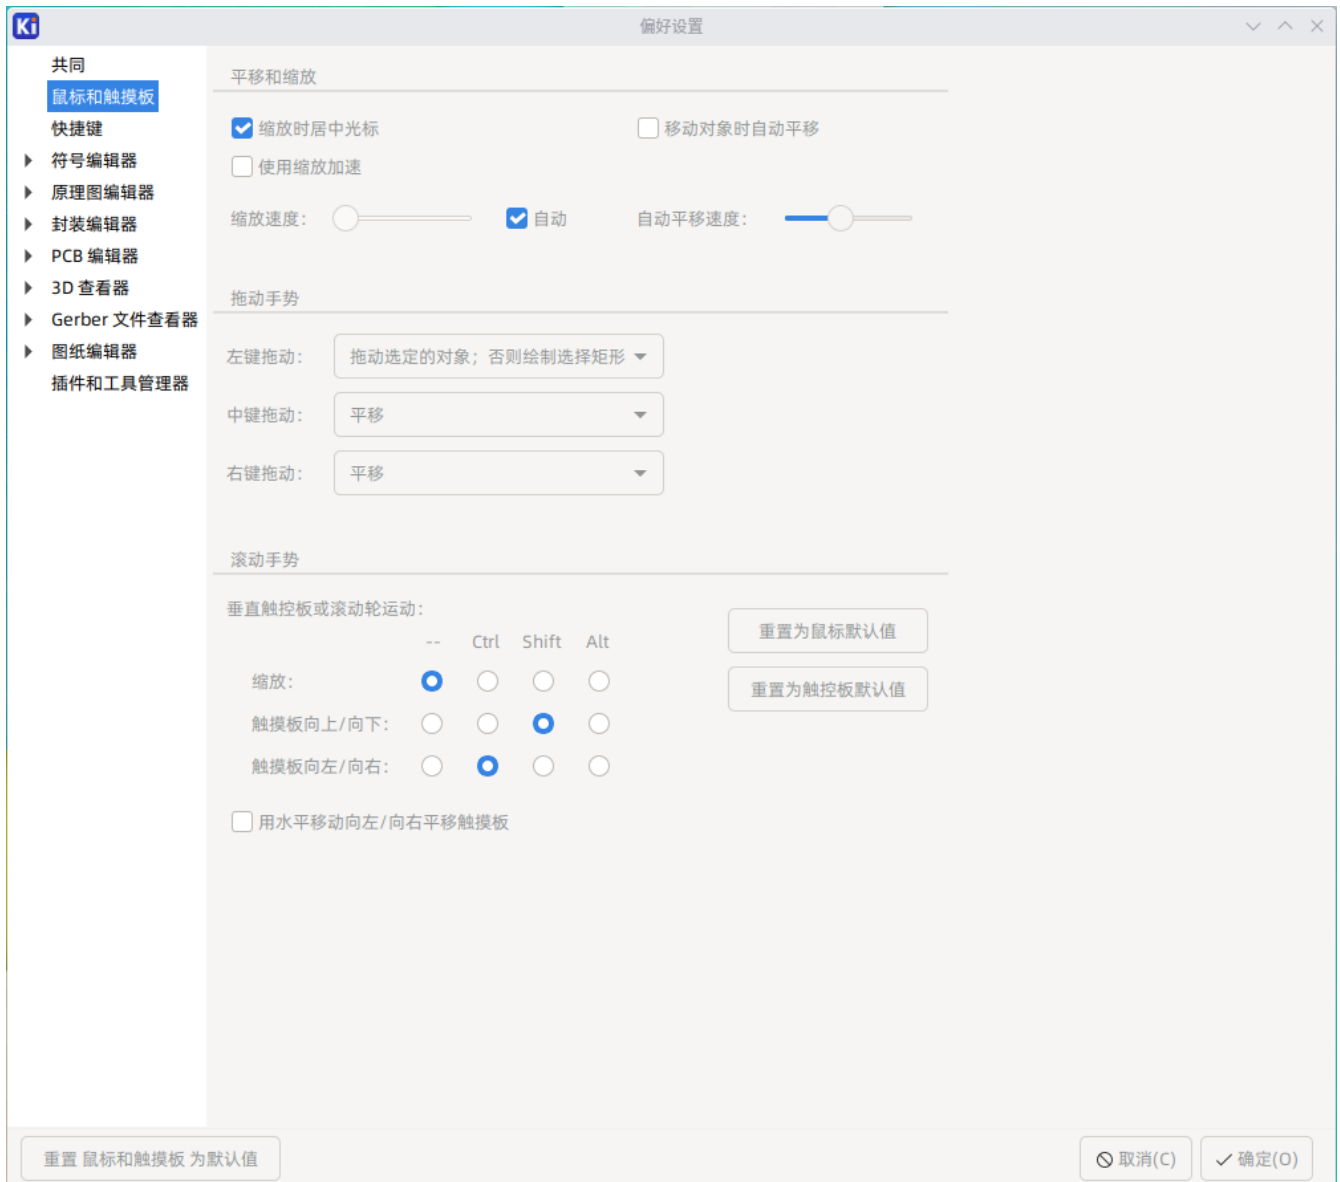 Ki
偏好设置
共同
鼠标和触摸板
快捷键
符号编辑器
原理图编辑器
封装编辑器
PCB 编辑器
3D 查看器
Gerber 文件查看器
图纸编辑器
插件和工具管理器
平移和缩放
缩放时居中光标
移动对象时自动平移
使用缩放加速
缩放速度:
自动
自动平移速度:
拖动手势
左键拖动:
拖动选定的对象；否则绘制选择矩形
中键拖动:
平移
右键拖动:
平移
滚动手势
垂直触控板或滚动轮运动:
-- Ctrl Shift Alt
缩放:
触摸板向上/向下:
触摸板向左/向右:
重置为鼠标默认值
重置为触控板默认值
用水平移动向左/向右平移触摸板
重置 鼠标和触摸板 为默认值
取消(C)
确定(O)